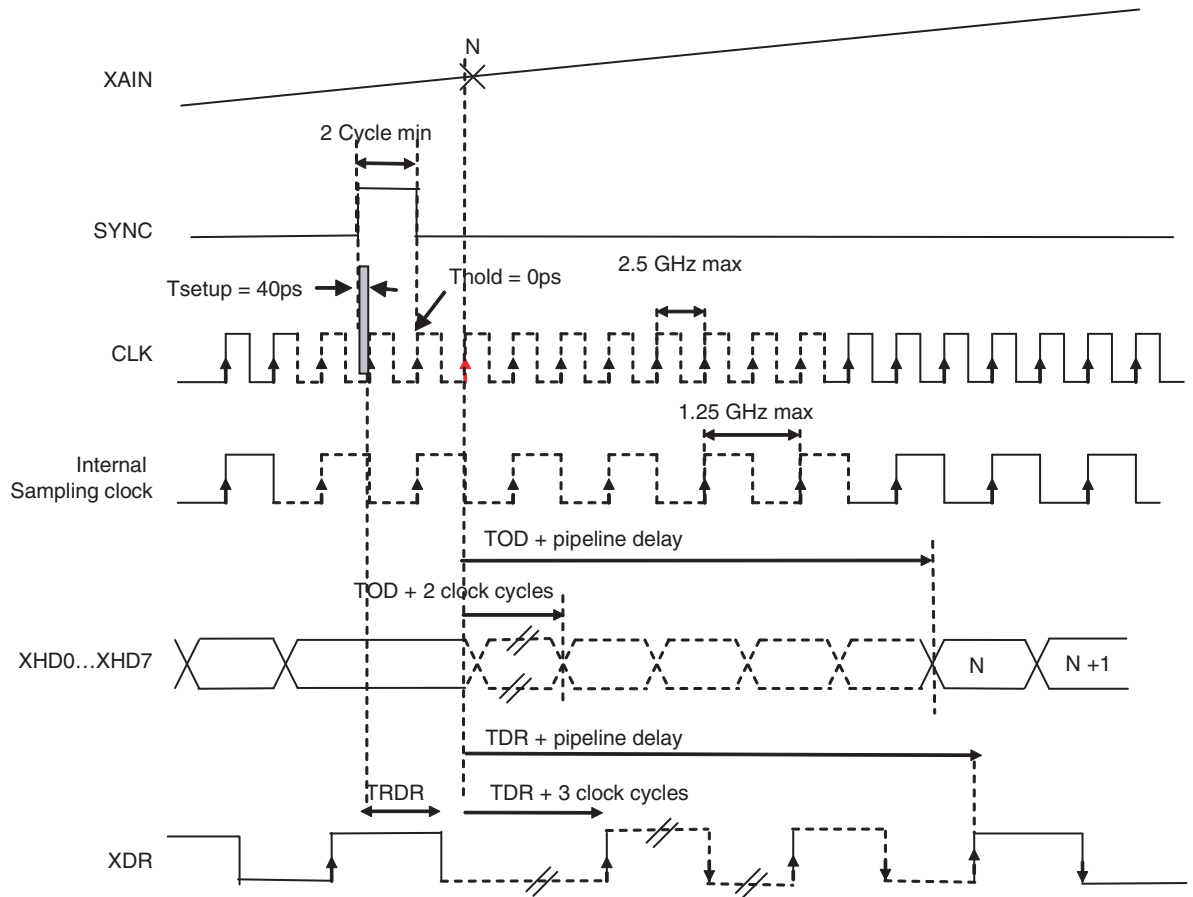 N
XAIN
2 Cycle min
SYNC
2.5 GHz max
Thold = 0ps
Tsetup = 40ps
CLK
1.25 GHz max
Internal
Sampling clock
TOD + pipeline delay
TOD + 2 clock cycles
XHD0…XHD7
N
N +1
TDR + pipeline delay
TRDR
TDR + 3 clock cycles
XDR